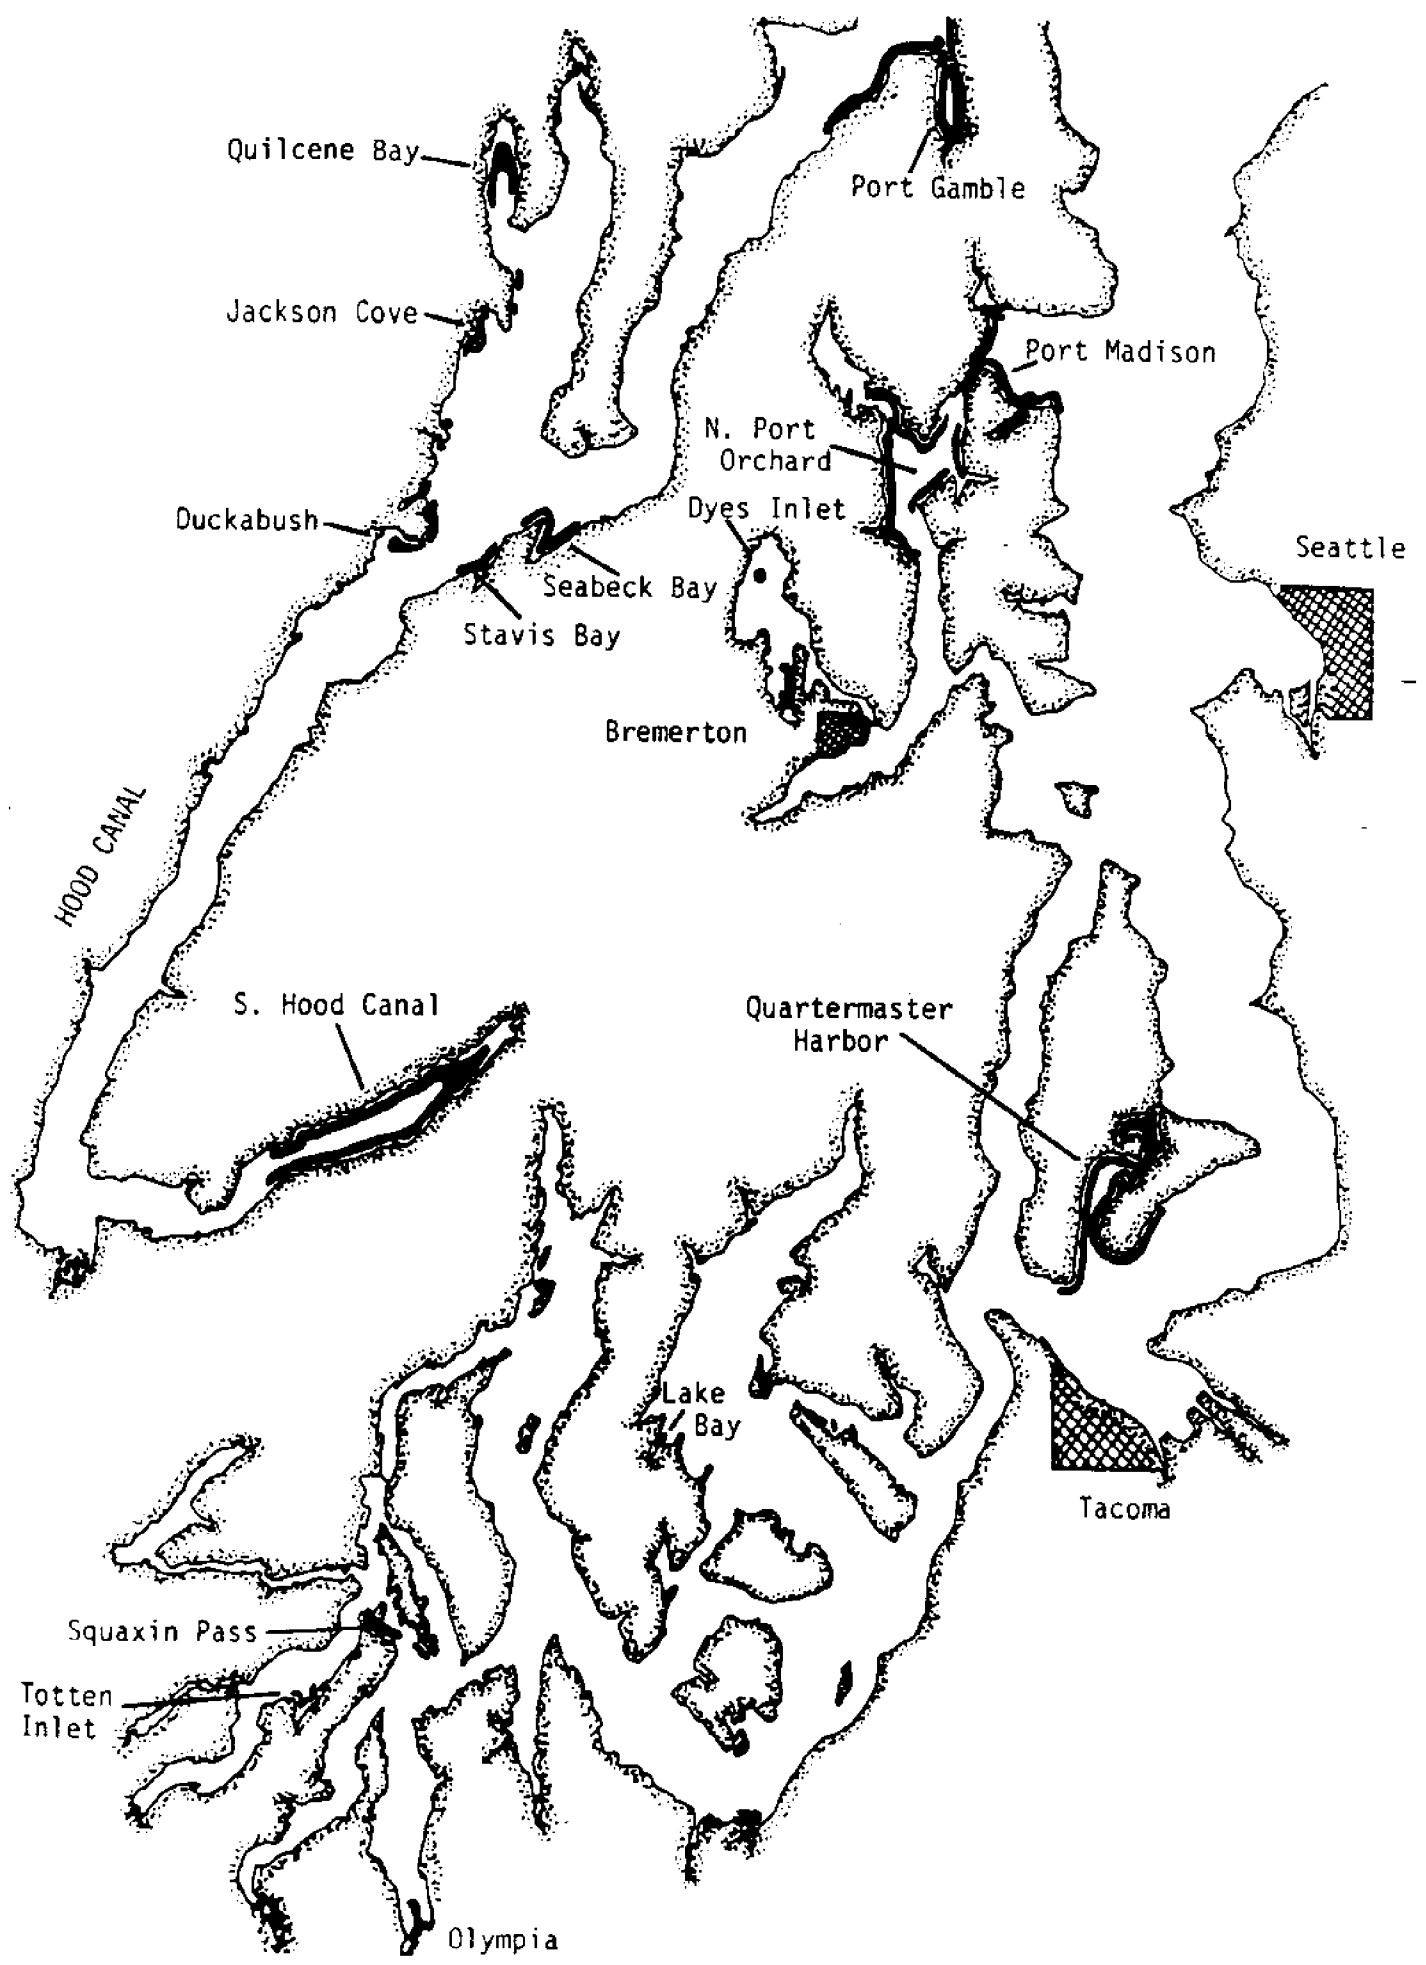 Quilcene Bay
Port Gamble
Jackson Cove
Port Madison
N. Port
Orchard
Dyes Inlet
Duckabush
Seattle
Seabeck Bay
Stavis Bay
Bremerton
HOOD CANAL
S. Hood Canal
Quartermaster
Harbor
Lake
Bay
Tacoma
Squaxin Pass
Totten
Inlet
Olympia